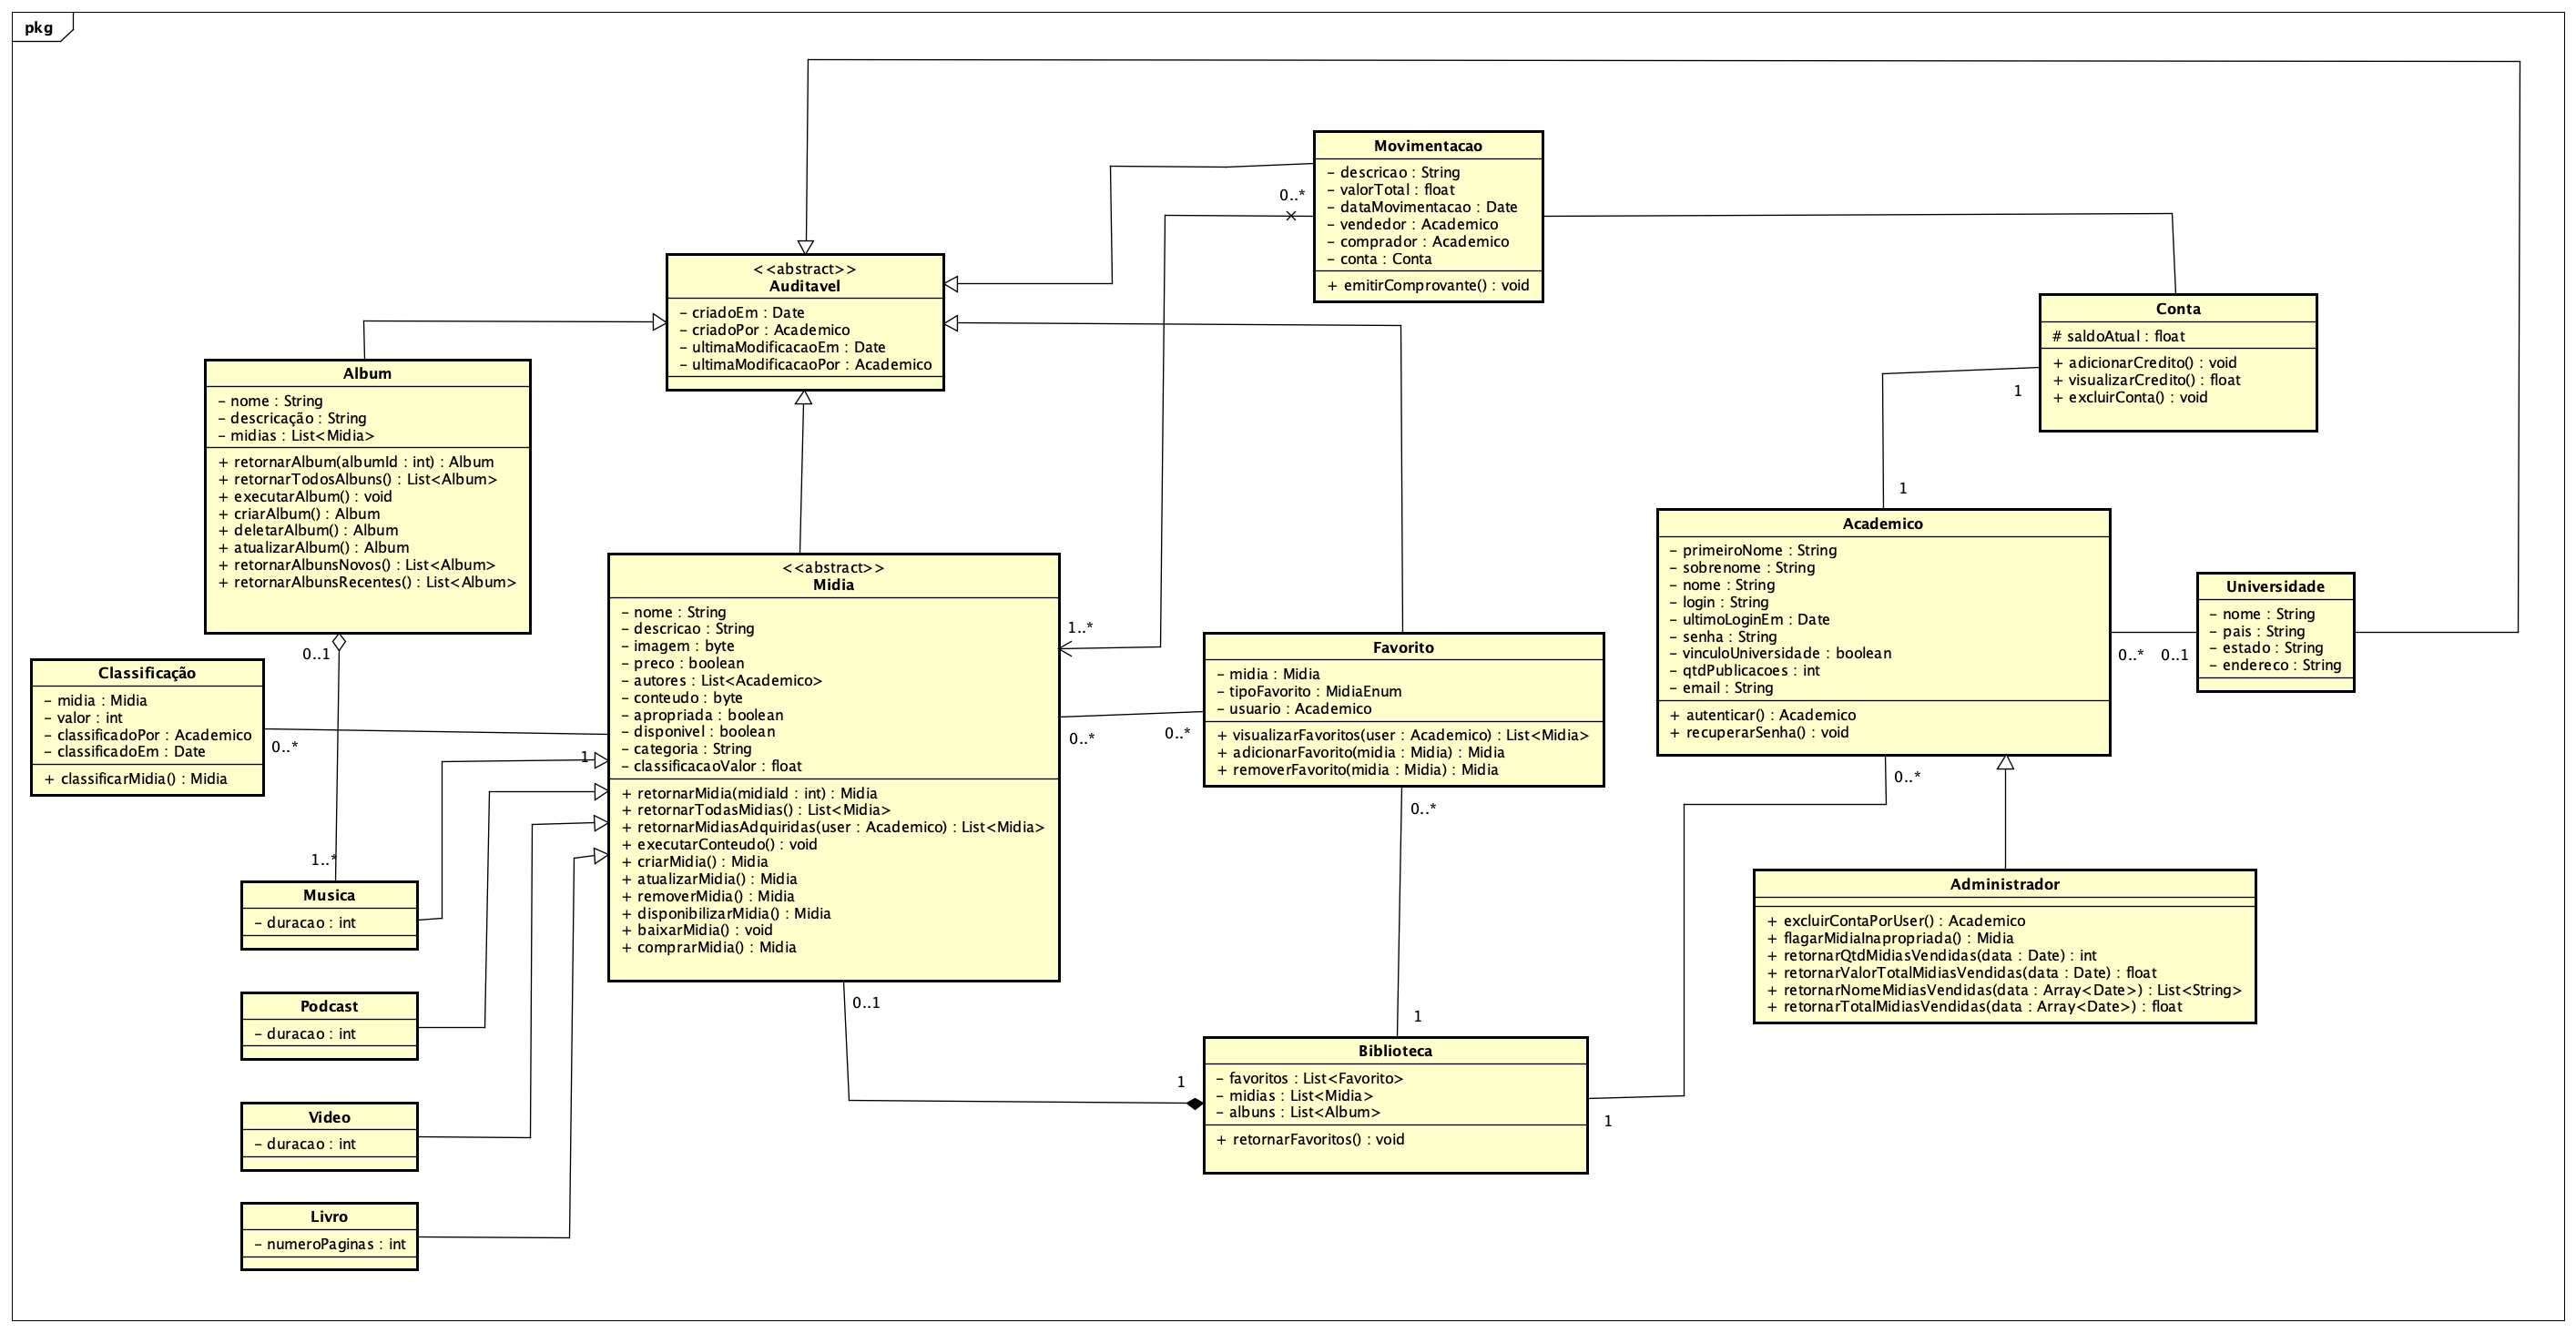 pkg
Movimentacao
- descricao : String
- valorTotal : float
- dataMovimentacao : Date
- vendedor : Academico
- comprador : Academico
- conta : Conta
+ emitirComprovante() : void
0..*
<<abstract>>
Auditavel
- criadoEm : Date
- criadoPor : Academico
- ultimaModificacaoEm : Date
- ultimaModificacaoPor : Academico
Conta
# saldoAtual : float
+ adicionarCredito() : void
+ visualizarCredito() : float
+ excluirConta() : void
1
1
Album
- nome : String
- descricação : String
- midias : List<Midia>
+ retornarAlbum(albumId : int) : Album
+ retornarTodosAlbuns() : List<Album>
+ executarAlbum() : void
+ criarAlbum() : Album
+ deletarAlbum() : Album
+ atualizarAlbum() : Album
+ retornarAlbunsNovos() : List<Album>
+ retornarAlbunsRecentes() : List<Album>
0..1
Academico
- primeiroNome : String
- sobrenome : String
- nome : String
- login : String
- ultimoLoginEm : Date
- senha : String
- vinculoUniversidade : boolean
- qtdPublicacoes : int
- email : String
+ autenticar() : Academico
+ recuperarSenha() : void
0..*
0..1
0..*
Universidade
- nome : String
- pais : String
- estado : String
- endereco : String
<<abstract>>
Midia
- nome : String
- descricao : String
- imagem : byte
- preco : boolean
- autores : List<Academico>
- conteudo : byte
- apropriada : boolean
- disponivel : boolean
- categoria : String
- classificacaoValor : float
+ retornarMidia(midiaId : int) : Midia
+ retornarTodasMidias() : List<Midia>
+ retornarMidiasAdquiridas(user : Academico) : List<Midia>
+ executarConteudo() : void
+ criarMidia() : Midia
+ atualizarMidia() : Midia
+ removerMidia() : Midia
+ disponibilizarMidia() : Midia
+ baixarMidia() : void
+ comprarMidia() : Midia
1..*
0..*
0..*
Favorito
- midia : Midia
- tipoFavorito : MidiaEnum
- usuario : Academico
+ visualizarFavoritos(user : Academico) : List<Midia>
+ adicionarFavorito(midia : Midia) : Midia
+ removerFavorito(midia : Midia) : Midia
0..*
Classificação
- midia : Midia
- valor : int
- classificadoPor : Academico
- classificadoEm : Date
+ classificarMidia() : Midia
0..*
1
1..*
Musica
- duracao : int
Administrador
+ excluirContaPorUser() : Academico
+ flagarMidiaInapropriada() : Midia
+ retornarQtdMidiasVendidas(data : Date) : int
+ retornarValorTotalMidiasVendidas(data : Date) : float
+ retornarNomeMidiasVendidas(data : Array<Date>) : List<String>
+ retornarTotalMidiasVendidas(data : Array<Date>) : float
Podcast
- duracao : int
0..1
1
1
Biblioteca
- favoritos : List<Favorito>
- midias : List<Midia>
- albuns : List<Album>
+ retornarFavoritos() : void
1
Video
- duracao : int
Livro
- numeroPaginas : int